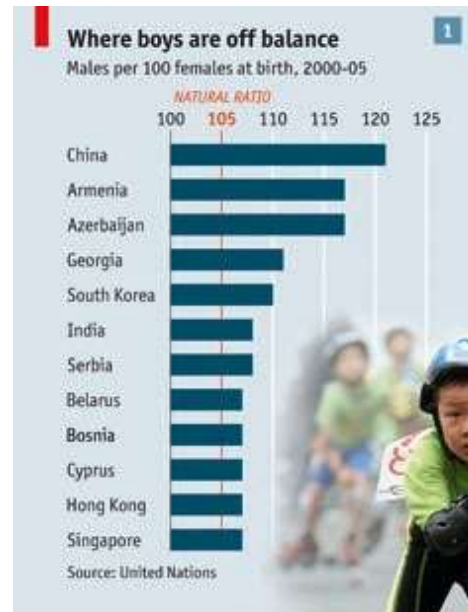 1
Where boys are off balance
Males per 100 females at birth, 2000-05
NATURAL RATIO
100 105 110 115 120 125
China
Armenia
Azerbaijan
Georgia
South Korea
India
Serbia
Belarus
Bosnia
Cyprus
Hong Kong
Singapore
Source: United Nations